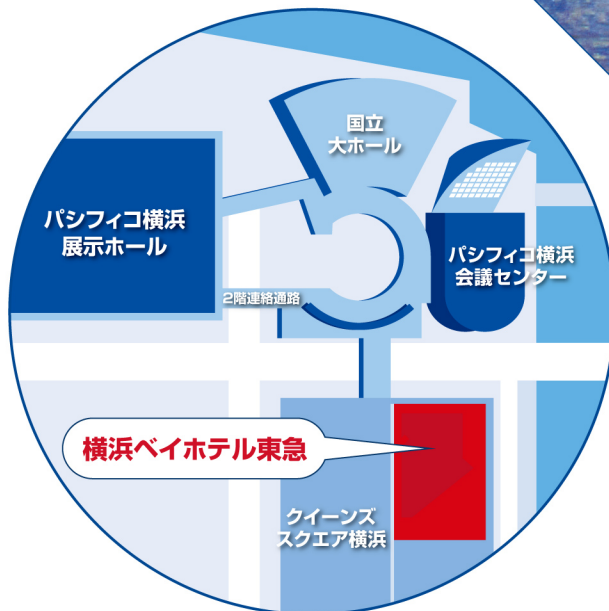 国立
大ホール
パシフィコ横浜
展示ホール
パシフィコ横浜
会議センター
2階連絡通路
横浜ベイホテル東急
クイーンズ
スクエア横浜